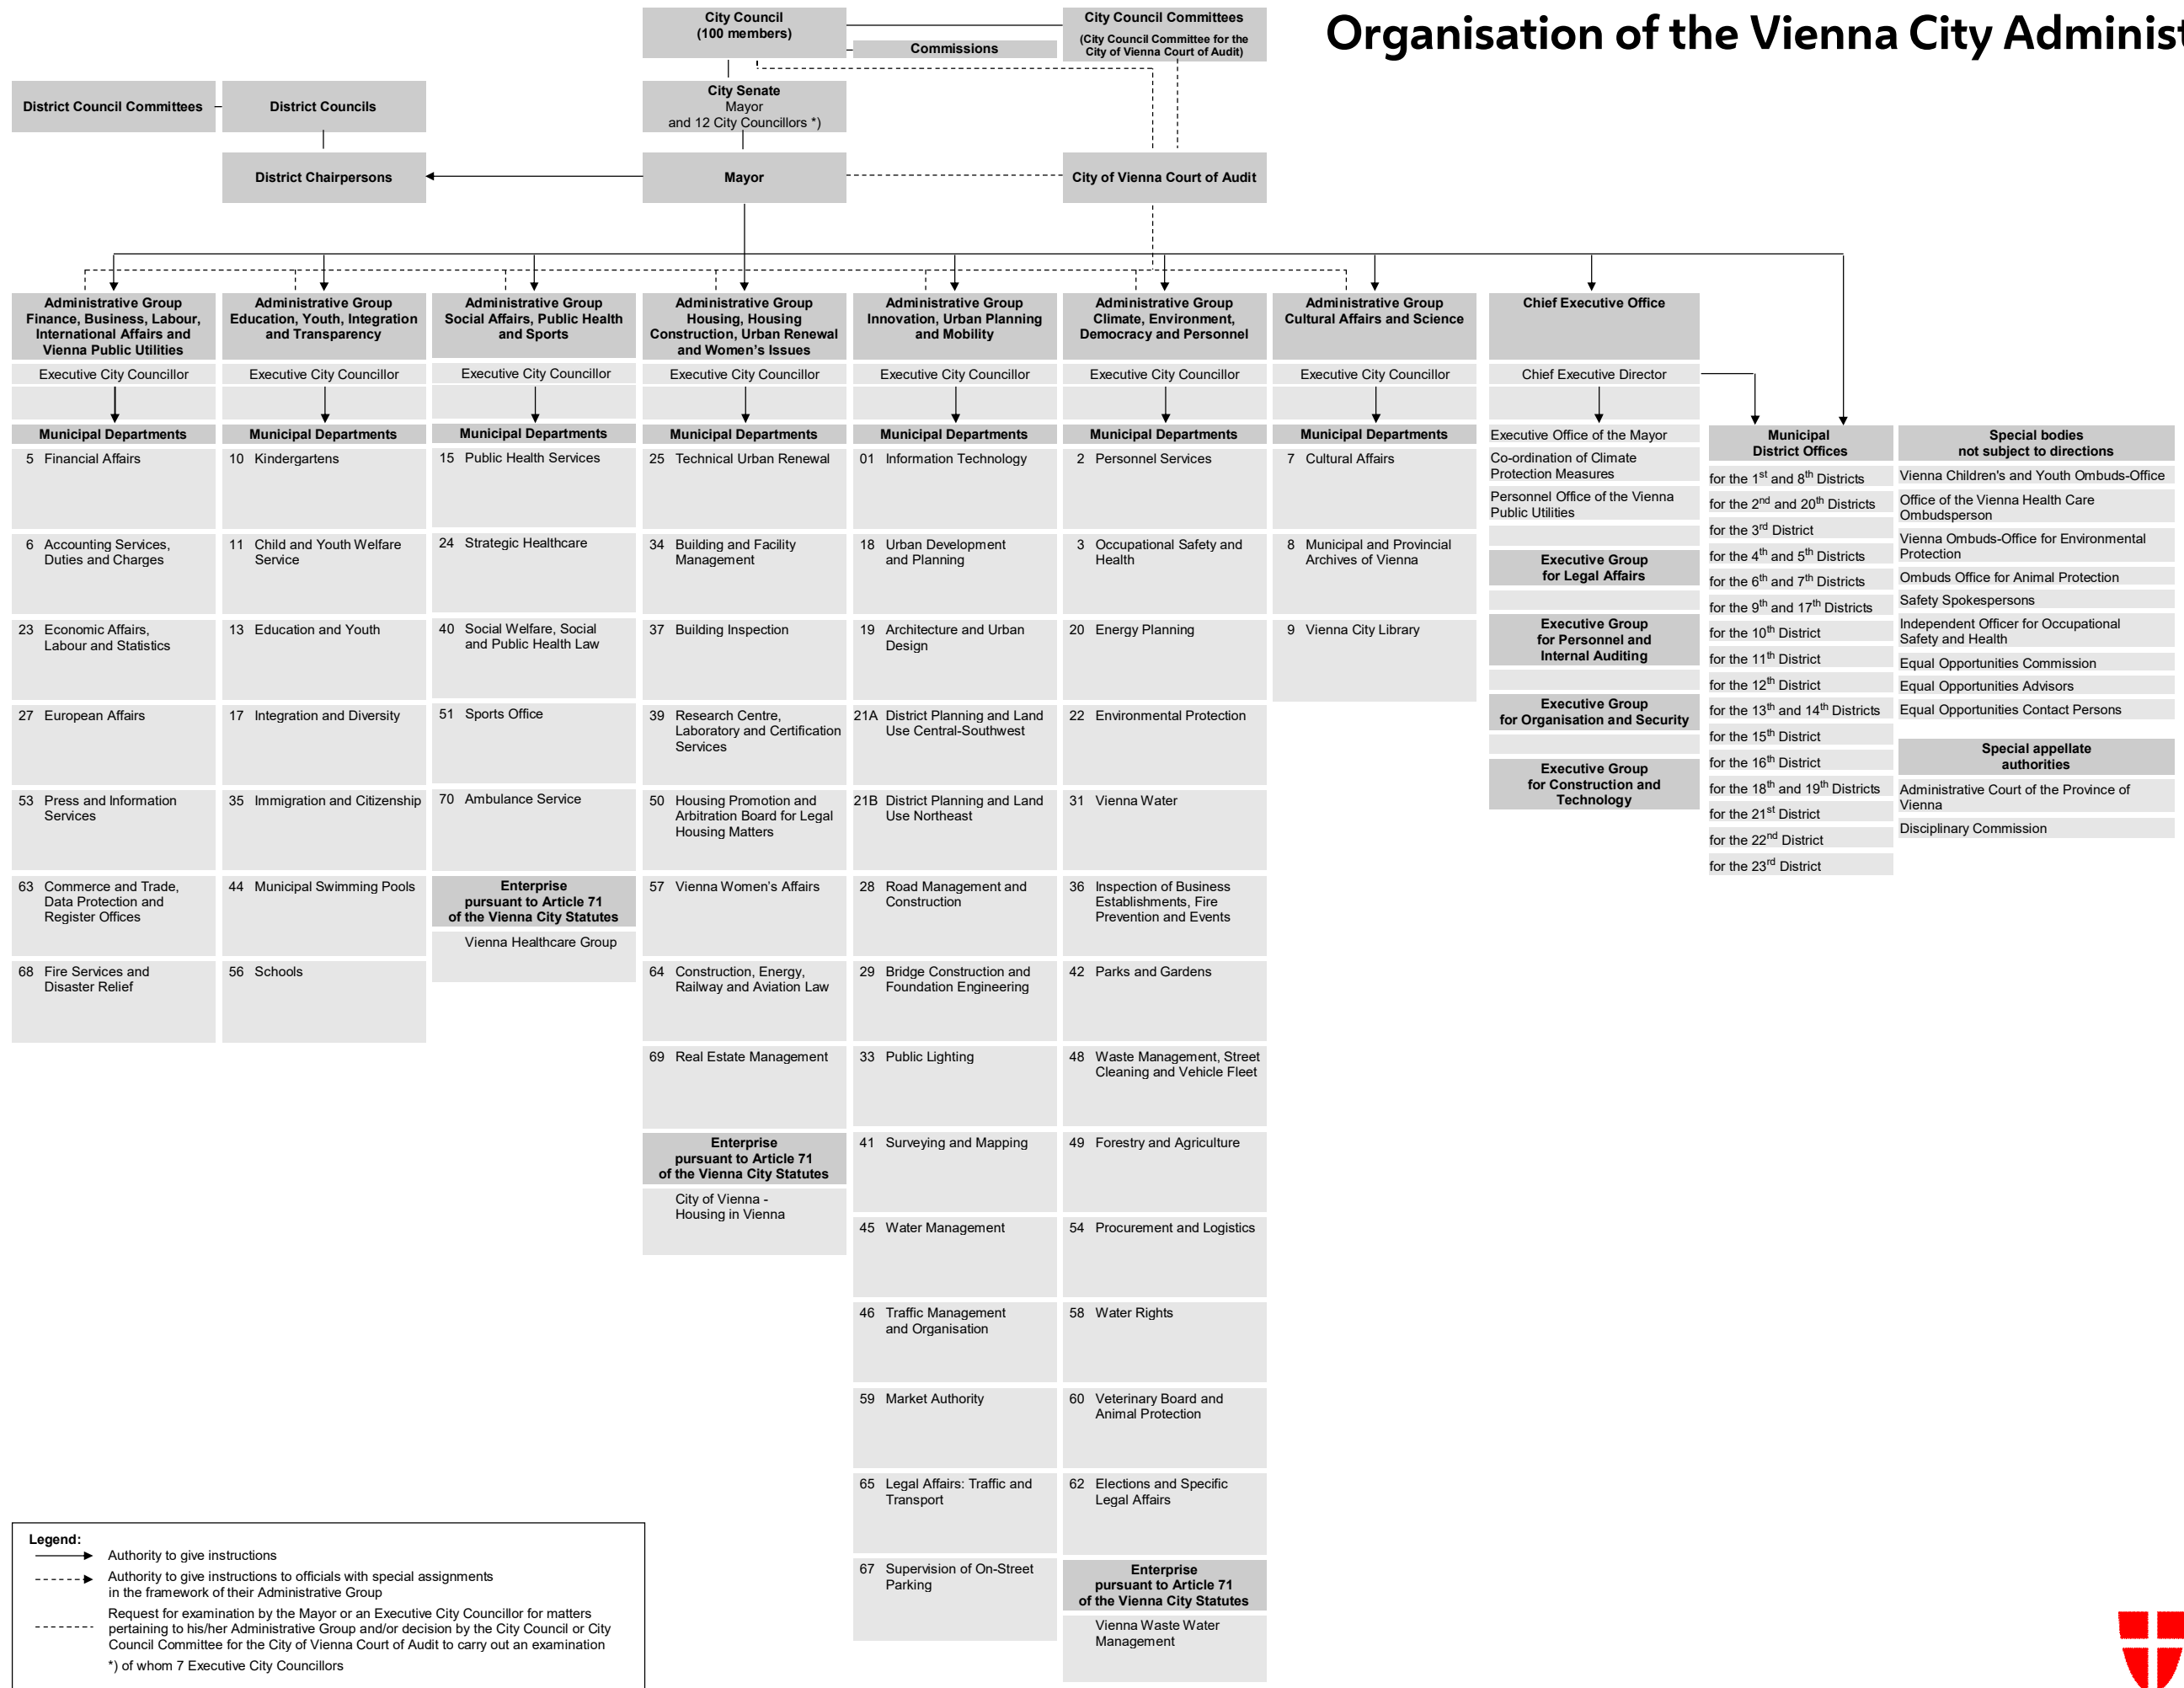 Organisation of the Vienna City Administ
City Council
(100 members)
City Council Committees
(City Council Committee for the
City of Vienna Court of Audit)
Commissions
District Council Committees
District Councils
City Senate
Mayor
and 12 City Councillors *)
District Chairpersons
Mayor
City of Vienna Court of Audit
Administrative Group
Finance, Business, Labour,
International Affairs and
Vienna Public Utilities
Executive City Councillor
Municipal Departments
5 Financial Affairs
6 Accounting Services,
Duties and Charges
23 Economic Affairs,
Labour and Statistics
27 European Affairs
53 Press and Information
Services
63 Commerce and Trade,
Data Protection and
Register Offices
68 Fire Services and
Disaster Relief
Administrative Group
Education, Youth, Integration
and Transparency
Executive City Councillor
Municipal Departments
10 Kindergartens
11 Child and Youth Welfare
Service
13 Education and Youth
17 Integration and Diversity
35 Immigration and Citizenship
44 Municipal Swimming Pools
56 Schools
Administrative Group
Social Affairs, Public Health
and Sports
Executive City Councillor
Municipal Departments
15 Public Health Services
24 Strategic Healthcare
40 Social Welfare, Social
and Public Health Law
51 Sports Office
70 Ambulance Service
Enterprise
pursuant to Article 71
of the Vienna City Statutes
Vienna Healthcare Group
Administrative Group
Housing, Housing
Construction, Urban Renewal
and Women's Issues
Executive City Councillor
Municipal Departments
25 Technical Urban Renewal
34 Building and Facility
Management
37 Building Inspection
39 Research Centre,
Laboratory and Certification
Services
50 Housing Promotion and
Arbitration Board for Legal
Housing Matters
57 Vienna Women's Affairs
64 Construction, Energy,
Railway and Aviation Law
69 Real Estate Management
Enterprise
pursuant to Article 71
of the Vienna City Statutes
City of Vienna -
Housing in Vienna
Administrative Group
Innovation, Urban Planning
and Mobility
Executive City Councillor
Municipal Departments
01 Information Technology
18 Urban Development
and Planning
19 Architecture and Urban
Design
21A District Planning and Land
Use Central-Southwest
21B District Planning and Land
Use Northeast
28 Road Management and
Construction
29 Bridge Construction and
Foundation Engineering
33 Public Lighting
41 Surveying and Mapping
45 Water Management
46 Traffic Management
and Organisation
59 Market Authority
65 Legal Affairs: Traffic and
Transport
67 Supervision of On-Street
Parking
Administrative Group
Climate, Environment,
Democracy and Personnel
Executive City Councillor
Municipal Departments
2 Personnel Services
3 Occupational Safety and
Health
20 Energy Planning
22 Environmental Protection
31 Vienna Water
36 Inspection of Business
Establishments, Fire
Prevention and Events
42 Parks and Gardens
48 Waste Management, Street
Cleaning and Vehicle Fleet
49 Forestry and Agriculture
54 Procurement and Logistics
58 Water Rights
60 Veterinary Board and
Animal Protection
62 Elections and Specific
Legal Affairs
Enterprise
pursuant to Article 71
of the Vienna City Statutes
Vienna Waste Water
Management
Administrative Group
Cultural Affairs and Science
Executive City Councillor
Municipal Departments
7 Cultural Affairs
8 Municipal and Provincial
Archives of Vienna
9 Vienna City Library
Chief Executive Office
Chief Executive Director
Executive Office of the Mayor
Co-ordination of Climate
Protection Measures
Personnel Office of the Vienna
Public Utilities
Executive Group
for Legal Affairs
Executive Group
for Personnel and
Internal Auditing
Executive Group
for Organisation and Security
Executive Group
for Construction and
Technology
Municipal
District Offices
for the 1st and 8th Districts
for the 2nd and 20th Districts
for the 3rd District
for the 4th and 5th Districts
for the 6th and 7th Districts
for the 9th and 17th Districts
for the 10th District
for the 11th District
for the 12th District
for the 13th and 14th Districts
for the 15th District
for the 16th District
for the 18th and 19th Districts
for the 21st District
for the 22nd District
for the 23rd District
Special bodies
not subject to directions
Vienna Children's and Youth Ombuds-Office
Office of the Vienna Health Care
Ombudsperson
Vienna Ombuds-Office for Environmental
Protection
Ombuds Office for Animal Protection
Safety Spokespersons
Independent Officer for Occupational
Safety and Health
Equal Opportunities Commission
Equal Opportunities Advisors
Equal Opportunities Contact Persons
Special appellate
authorities
Administrative Court of the Province of
Vienna
Disciplinary Commission
Legend:
Authority to give instructions
Authority to give instructions to officials with special assignments
in the framework of their Administrative Group
Request for examination by the Mayor or an Executive City Councillor for matters
pertaining to his/her Administrative Group and/or decision by the City Council or City
Council Committee for the City of Vienna Court of Audit to carry out an examination
*) of whom 7 Executive City Councillors